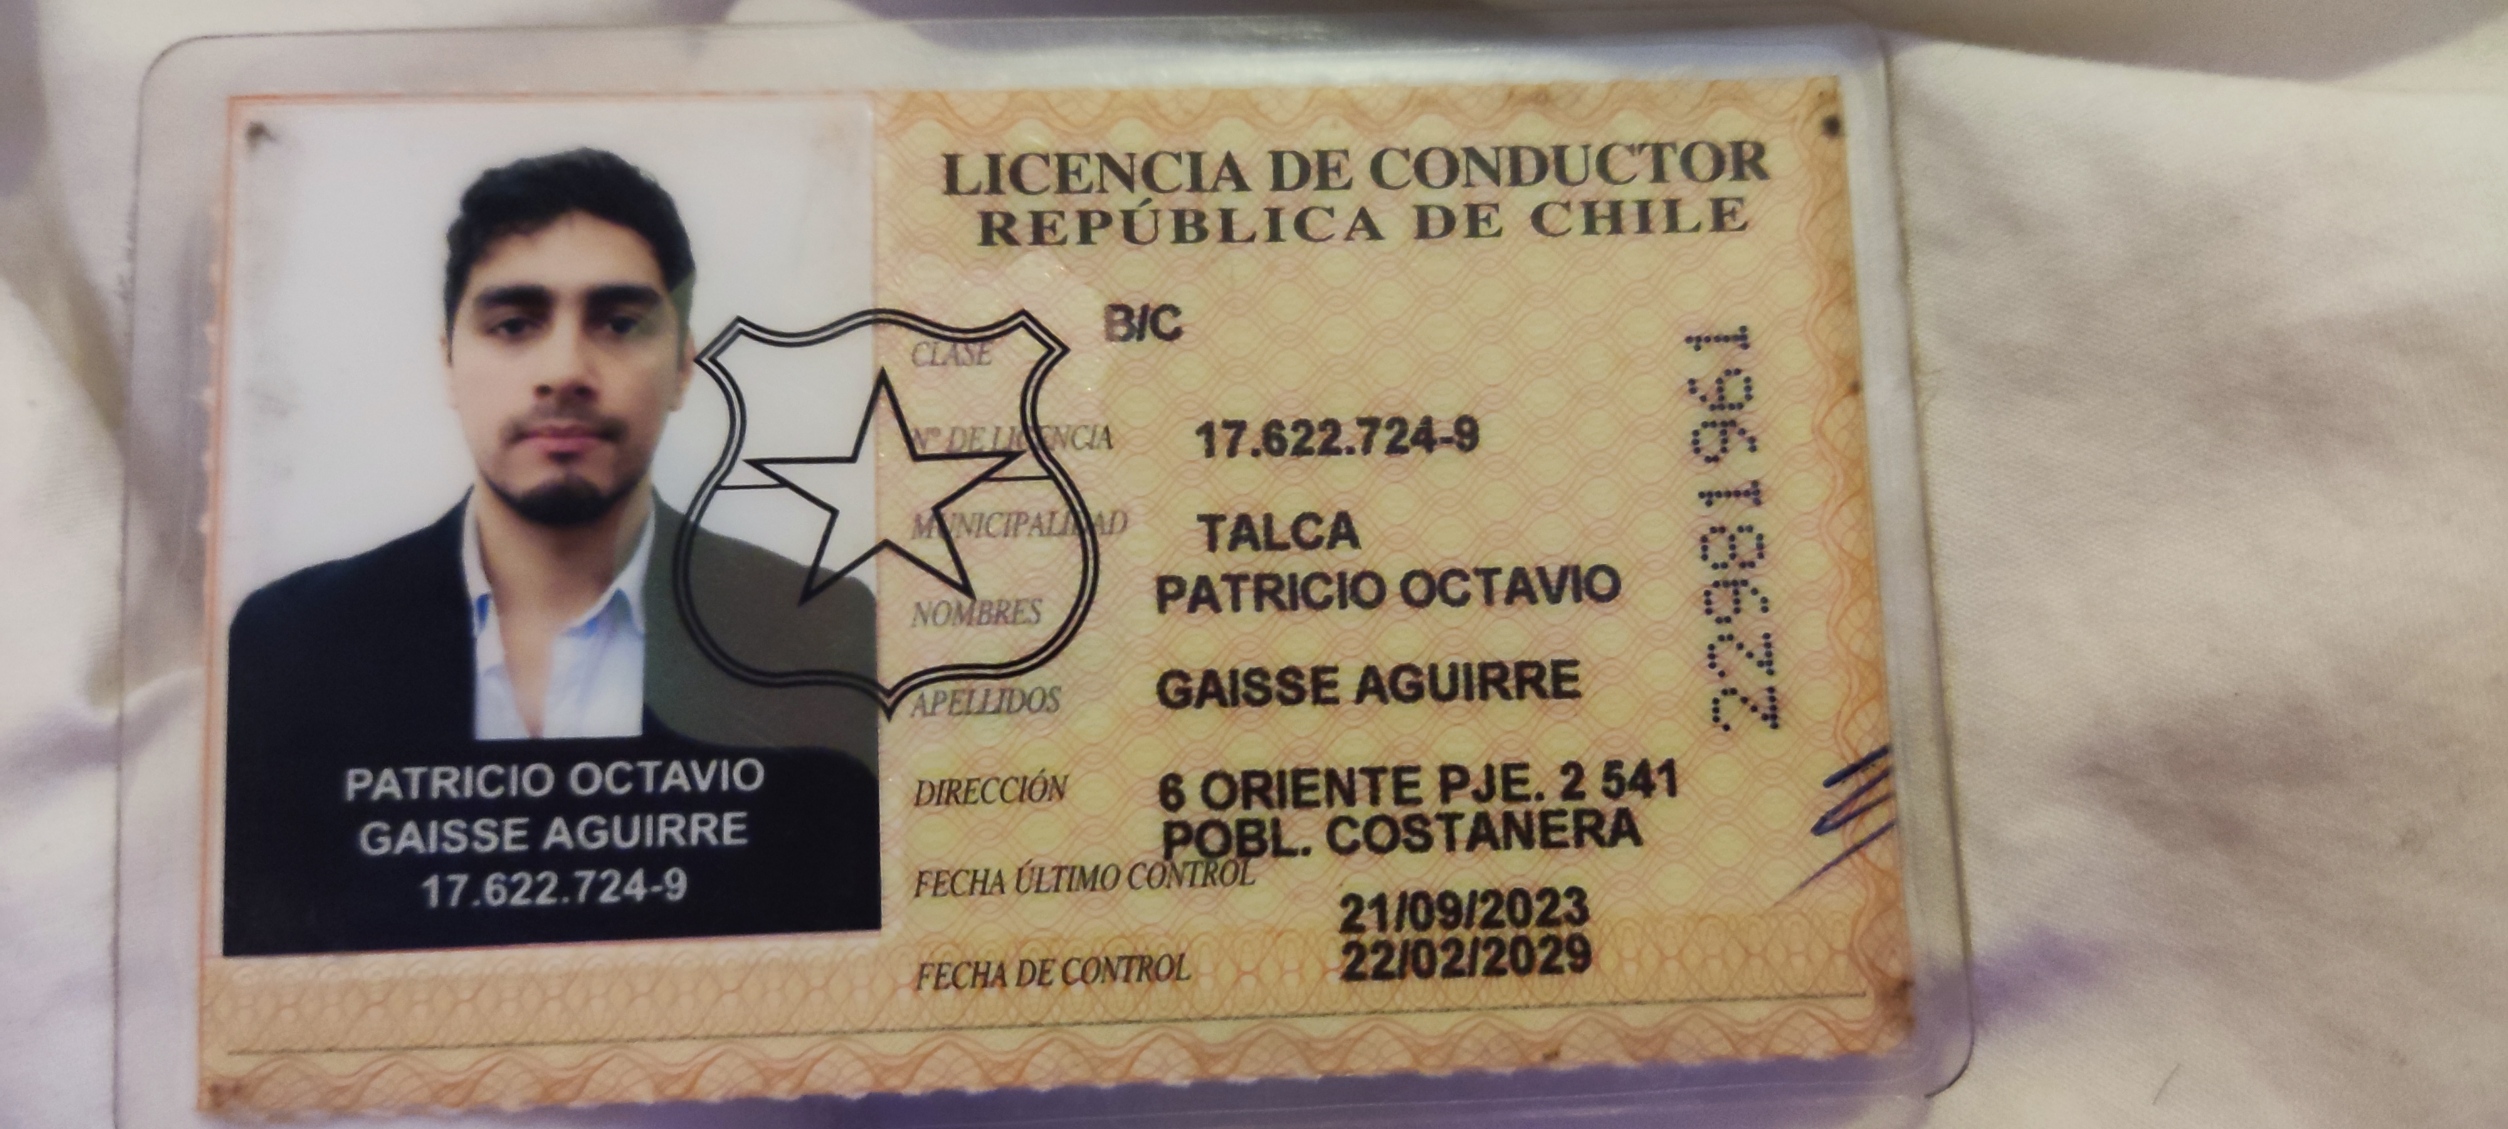 LICENCIA DE CONDUCTOR
REPÚBLICA DE CHILE
CLASE B/C
Nº DE LICENCIA 17.622.724-9
MUNICIPALIDAD TALCA
NOMBRES PATRICIO OCTAVIO
APELLIDOS GAISSE AGUIRRE
DIRECCIÓN 6 ORIENTE PJE. 2 541
POBL. COSTANERA
FECHA ÚLTIMO CONTROL 21/09/2023
FECHA DE CONTROL 22/02/2029
PATRICIO OCTAVIO
GAISSE AGUIRRE
17.622.724-9